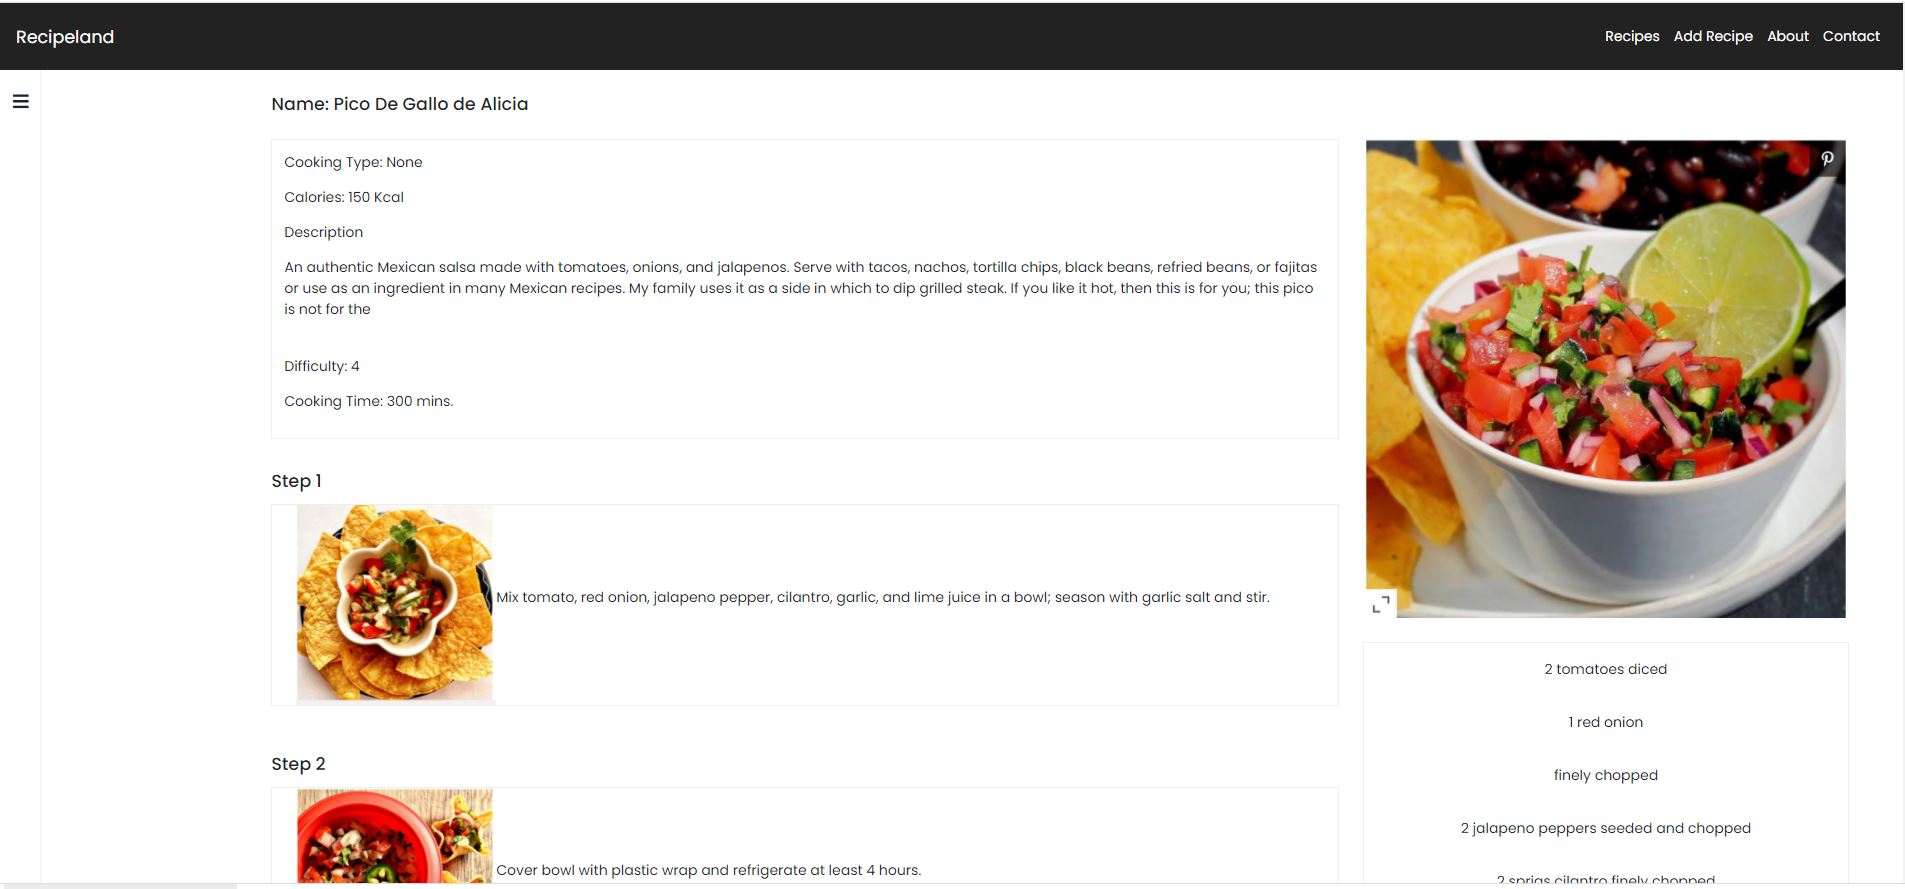 Recipeland
Recipes Add Recipe About Contact
Name: Pico De Gallo de Alicia
Cooking Type: None
Calories: 150 Kcal
Description
An authentic Mexican salsa made with tomatoes, onions, and jalapenos. Serve with tacos, nachos, tortilla chips, black beans, refried beans, or fajitas
or use as an ingredient in many Mexican recipes. My family uses it as a side in which to dip grilled steak. If you like it hot, then this is for you; this pico
is not for the
Difficulty: 4
Cooking Time: 300 mins.
Step 1
Mix tomato, red onion, jalapeno pepper, cilantro, garlic, and lime juice in a bowl; season with garlic salt and stir.
Step 2
Cover bowl with plastic wrap and refrigerate at least 4 hours.
2 tomatoes diced
1 red onion
finely chopped
2 jalapeno peppers seeded and chopped
2 sprigs cilantro finely chopped